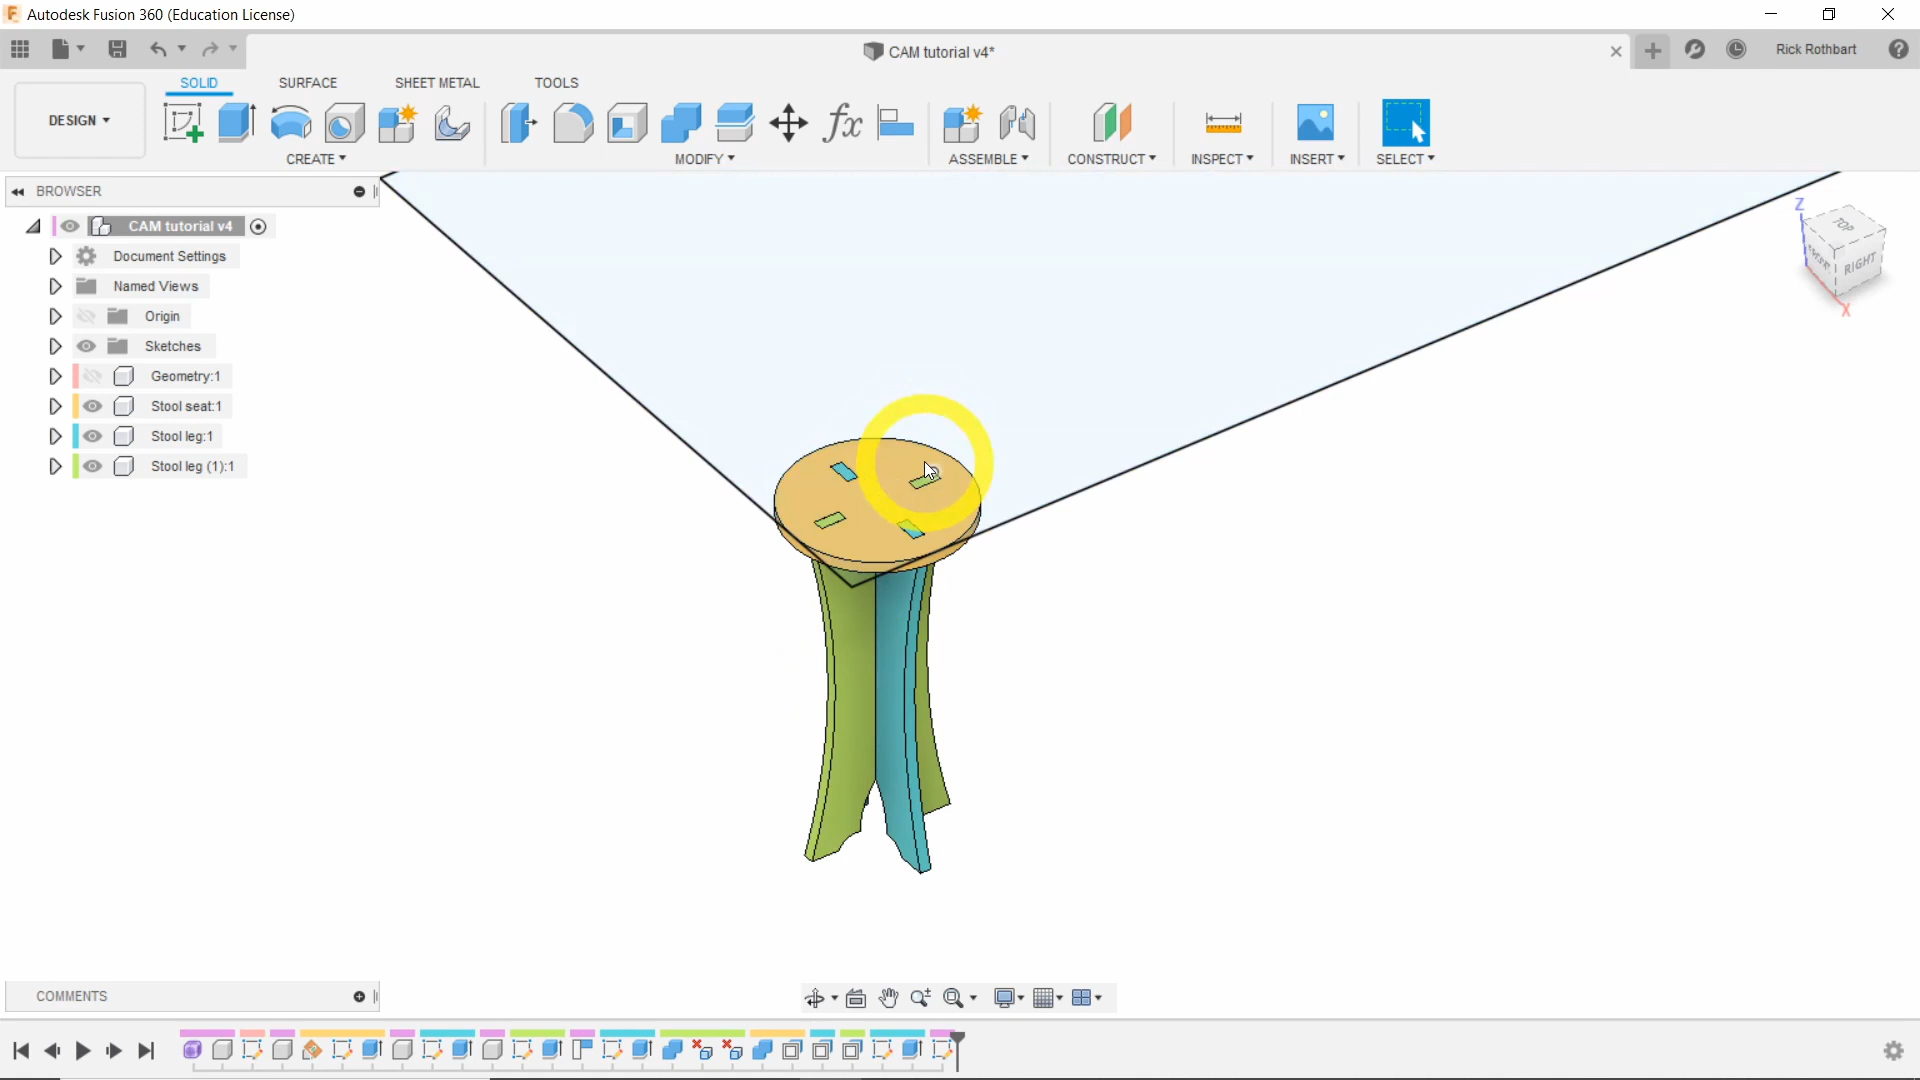 Autodesk Fusion 360 (Education License)
CAM tutorial v4*
Rick Rothbart
SOLID SURFACE SHEET METAL TOOLS
DESIGN
CREATE MODIFY ASSEMBLE CONSTRUCT INSPECT INSERT SELECT
BROWSER
CAM tutorial v4
Document Settings
Named Views
Origin
Sketches
Geometry:1
Stool seat:1
Stool leg:1
Stool leg (1):1
Z
TOP
FRONT
RIGHT
X
COMMENTS